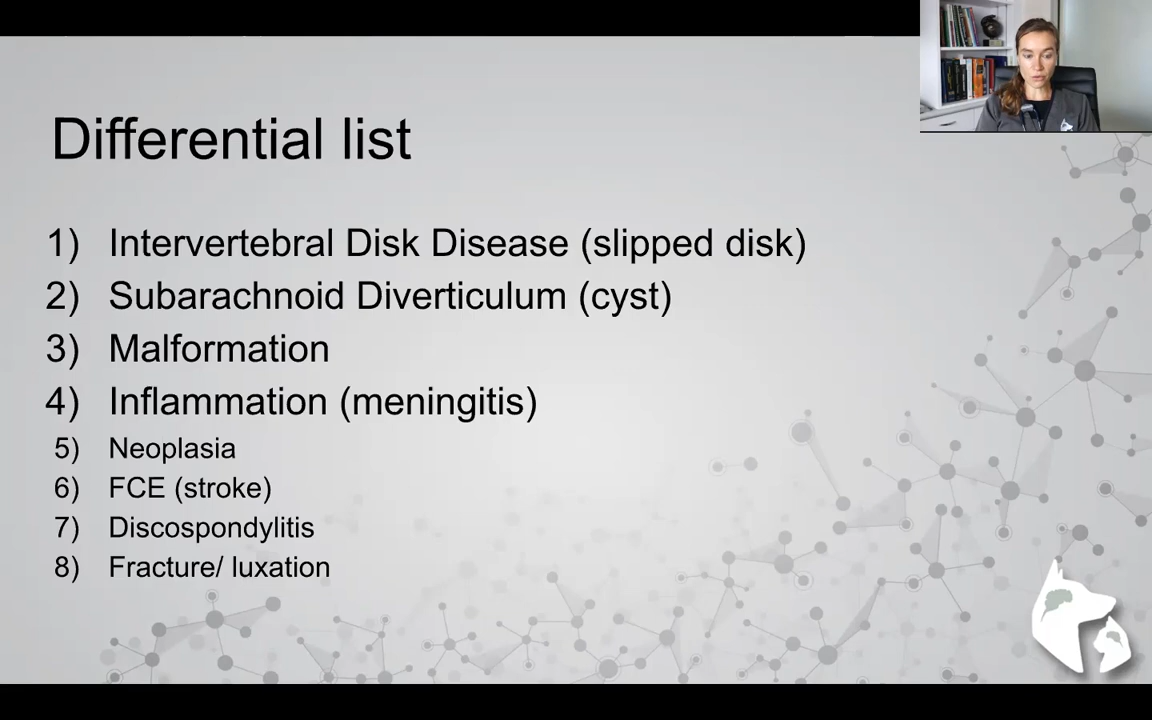 Differential list
1) Intervertebral Disk Disease (slipped disk)
2) Subarachnoid Diverticulum (cyst)
3) Malformation
4) Inflammation (meningitis)
5) Neoplasia
6) FCE (stroke)
7) Discospondylitis
8) Fracture/ luxation